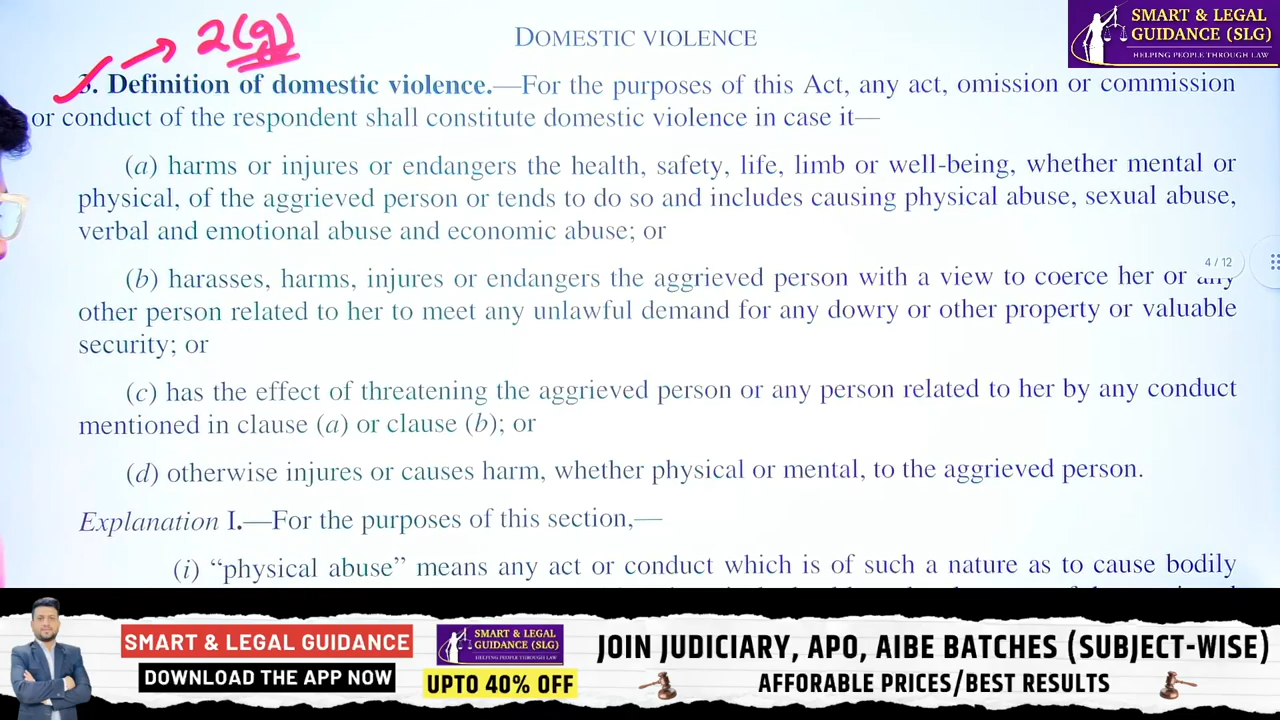 2(g)
DOMESTIC VIOLENCE
SMART & LEGAL
GUIDANCE (SLG)
HELPING PEOPLE THROUGH LAW
3. Definition of domestic violence.—For the purposes of this Act, any act, omission or commission
or conduct of the respondent shall constitute domestic violence in case it—
(a) harms or injures or endangers the health, safety, life, limb or well-being, whether mental or
physical, of the aggrieved person or tends to do so and includes causing physical abuse, sexual abuse,
verbal and emotional abuse and economic abuse; or
4 / 12
(b) harasses, harms, injures or endangers the aggrieved person with a view to coerce her or any
other person related to her to meet any unlawful demand for any dowry or other property or valuable
security; or
(c) has the effect of threatening the aggrieved person or any person related to her by any conduct
mentioned in clause (a) or clause (b); or
(d) otherwise injures or causes harm, whether physical or mental, to the aggrieved person.
Explanation I.—For the purposes of this section,—
(i) “physical abuse” means any act or conduct which is of such a nature as to cause bodily
SMART & LEGAL GUIDANCE
DOWNLOAD THE APP NOW
SMART & LEGAL
GUIDANCE (SLG)
HELPING PEOPLE THROUGH LAW
UPTO 40% OFF
JOIN JUDICIARY, APO, AIBE BATCHES (SUBJECT-WISE)
AFFORABLE PRICES/BEST RESULTS